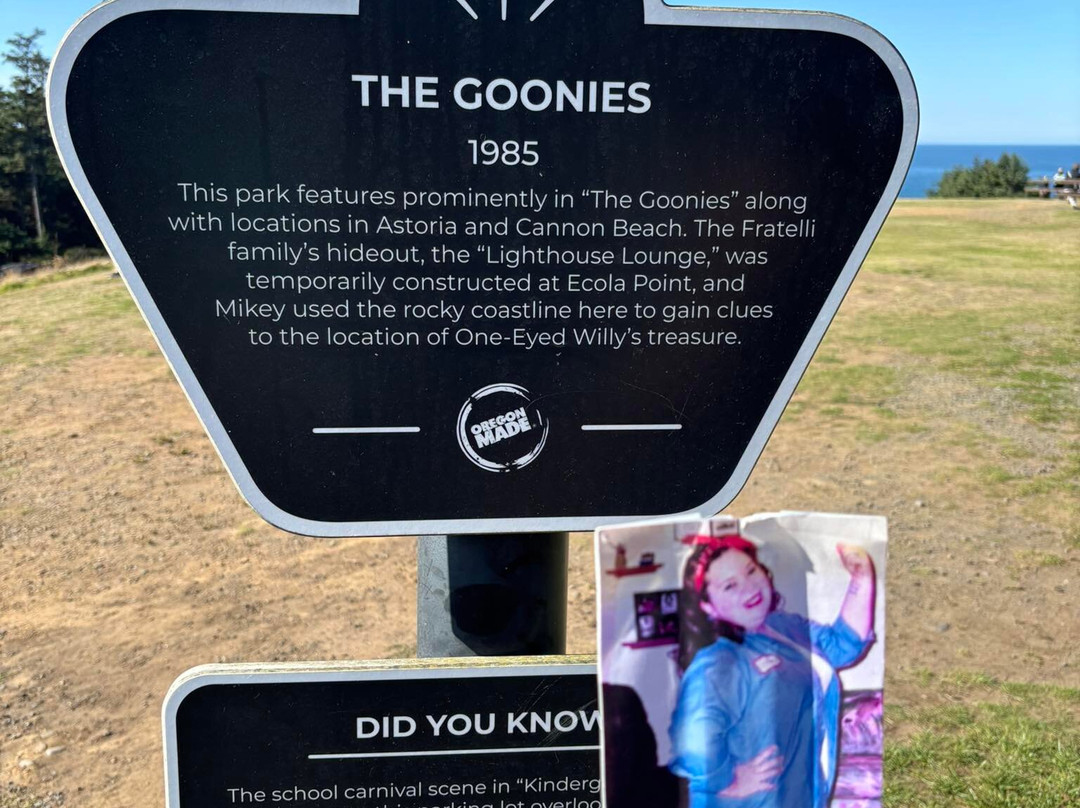 THE GOONIES
1985
This park features prominently in “The Goonies” along
with locations in Astoria and Cannon Beach. The Fratelli
family’s hideout, the “Lighthouse Lounge,” was
temporarily constructed at Ecola Point, and
Mikey used the rocky coastline here to gain clues
to the location of One-Eyed Willy’s treasure.
OREGON
MADE
DID YOU KNOW
The school carnival scene in “Kinderg
parking lot overloo